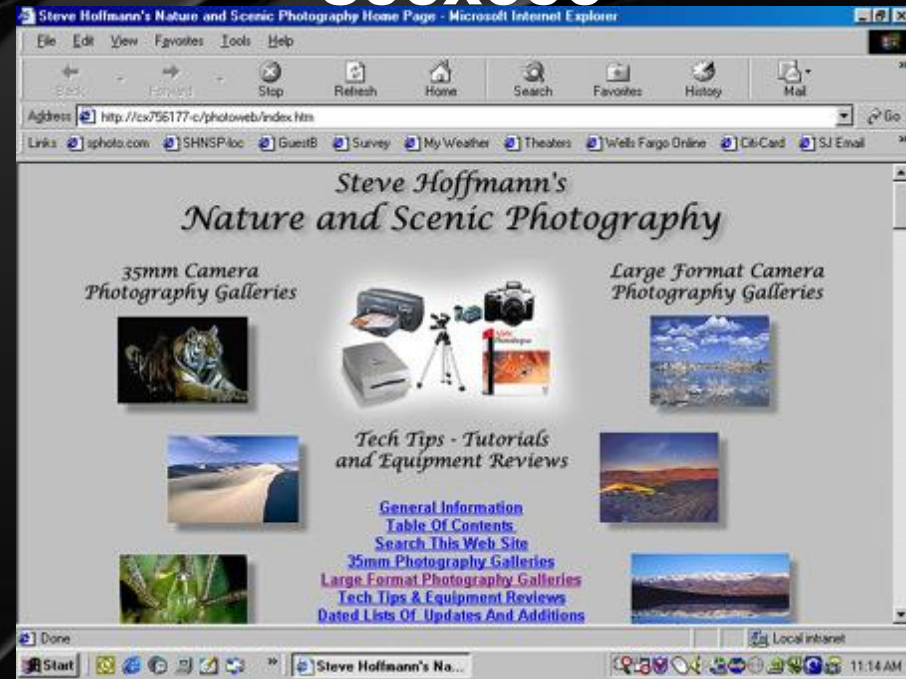 Steve Hoffmann's Nature and Scenic Photography Home Page - Microsoft Internet Explorer
File Edit View Favorites Tools Help
Back Forward Stop Refresh Home Search Favorites History Mail
Address http://cx756177-c/photoweb/index.htm Go
Links sphoto.com SHNSP-loc GuestB Survey My Weather Theaters Wells Fargo Online Citi-Card SJ Email
Steve Hoffmann's
Nature and Scenic Photography
35mm Camera
Photography Galleries
Large Format Camera
Photography Galleries
Tech Tips - Tutorials
and Equipment Reviews
General Information
Table Of Contents
Search This Web Site
35mm Photography Galleries
Large Format Photography Galleries
Tech Tips & Equipment Reviews
Dated Lists Of Updates And Additions
Done Local intranet
Start Steve Hoffmann's Na... 11:14 AM